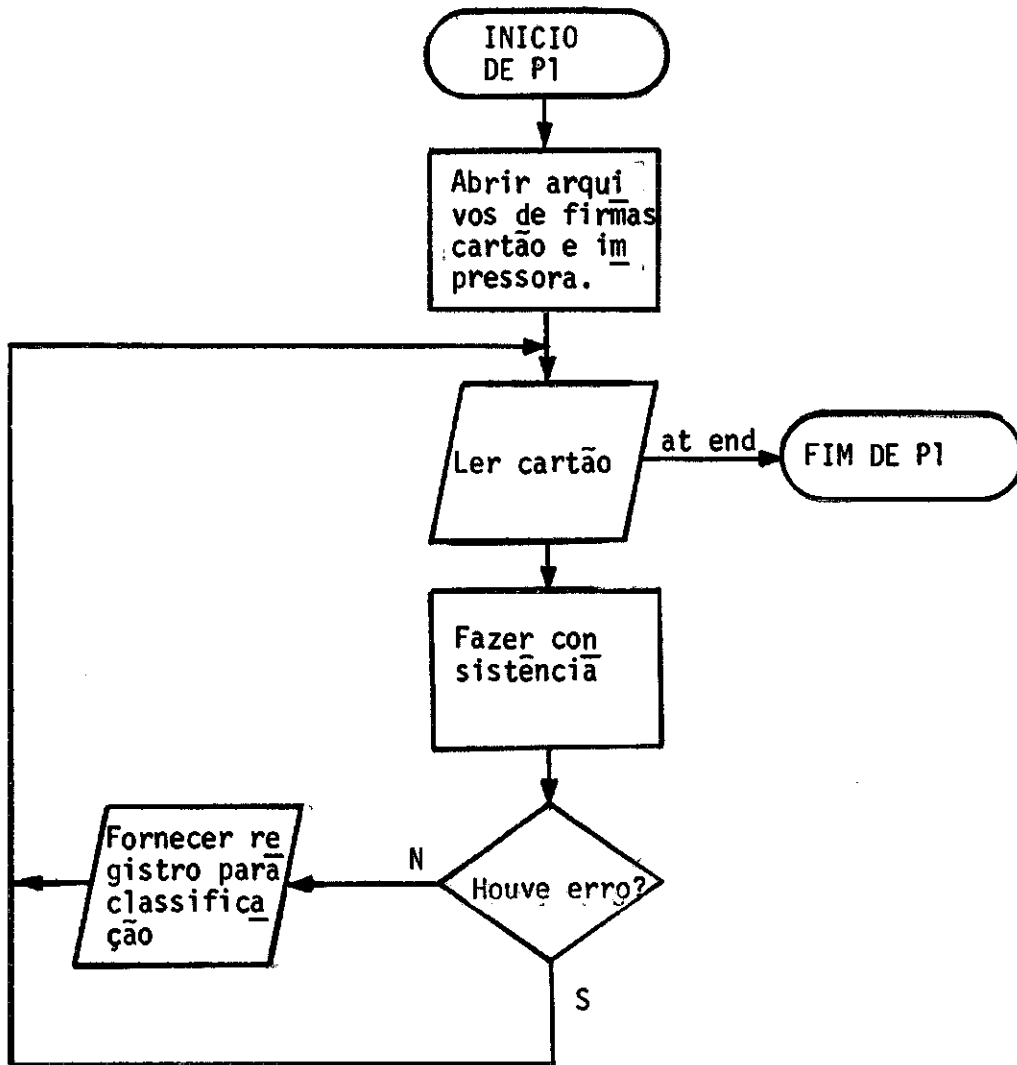 INICIO
DE P1
Abrir arqui
vos de firmas
cartão e im
pressora.
Ler cartão
at end
FIM DE P1
Fazer con
sistência
Houve erro?
N
Fornecer re
gistro para
classifica
ção
S